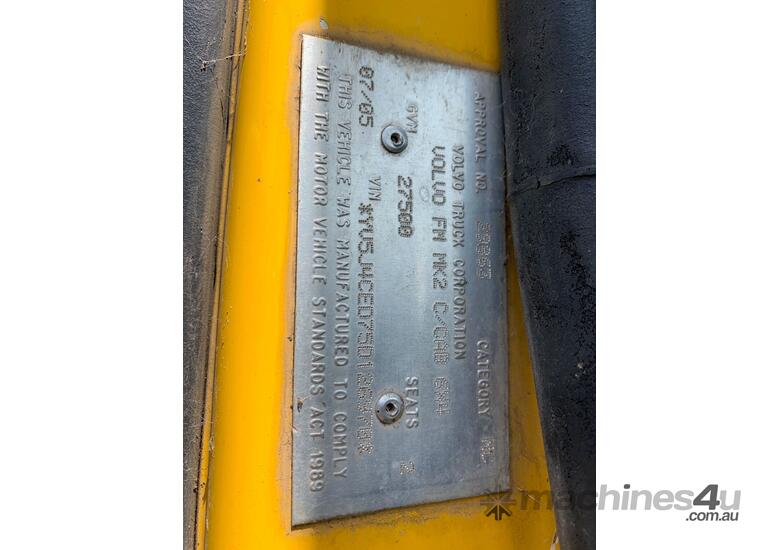 APPROVAL NO. CATEGORY
VOLVO TRUCK CORPORATION
VOLVO FM MK2 C/CAB 6X4
GVM 27500 SEATS 2
07/05 VIN
THIS VEHICLE WAS MANUFACTURED TO COMPLY
WITH THE MOTOR VEHICLE STANDARDS ACT 1989
machines4u
.com.au